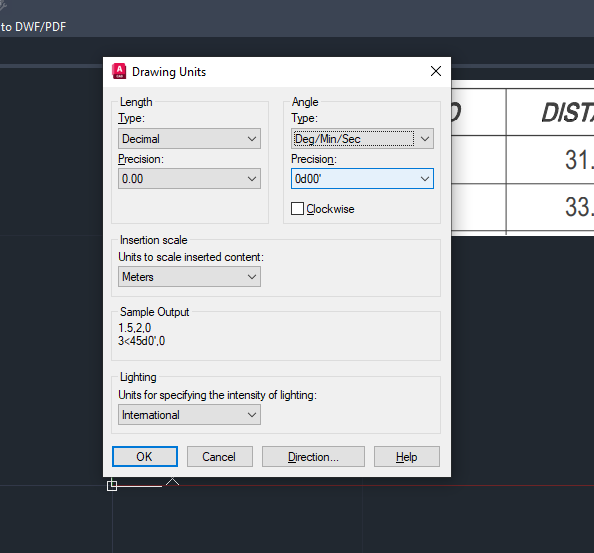 to DWF/PDF
Drawing Units
Length
Type:
Decimal
Precision:
0.00
Angle
Type:
Deg/Min/Sec
Precision:
0d00'
Clockwise
Insertion scale
Units to scale inserted content:
Meters
Sample Output
1.5,2,0
3<45d0',0
Lighting
Units for specifying the intensity of lighting:
International
OK
Cancel
Direction...
Help
31.
33.